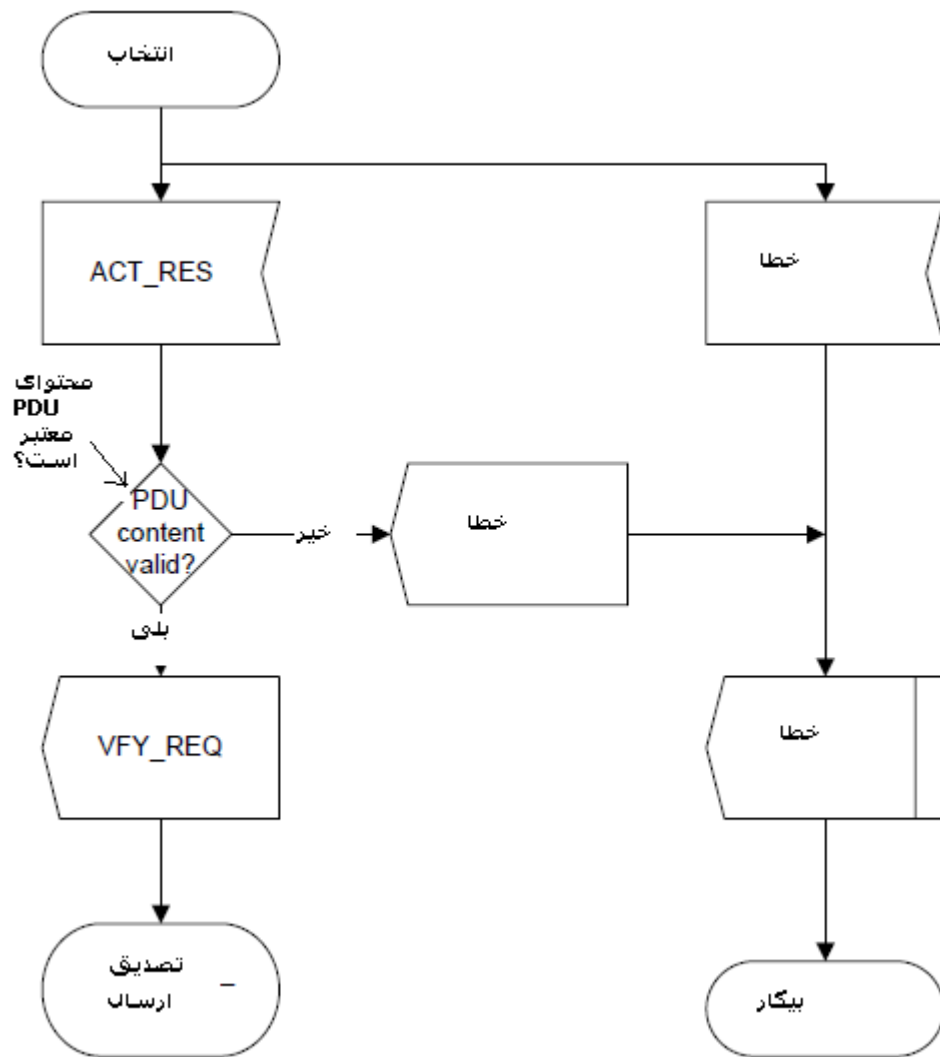 انتخاب
ACT_RES
خطا
محتوای
PDU
معتبر
است؟
PDU
content
valid?
خیر
خطا
بلی
VFY_REQ
خطا
تصدیق
ارسال
_
بیکار